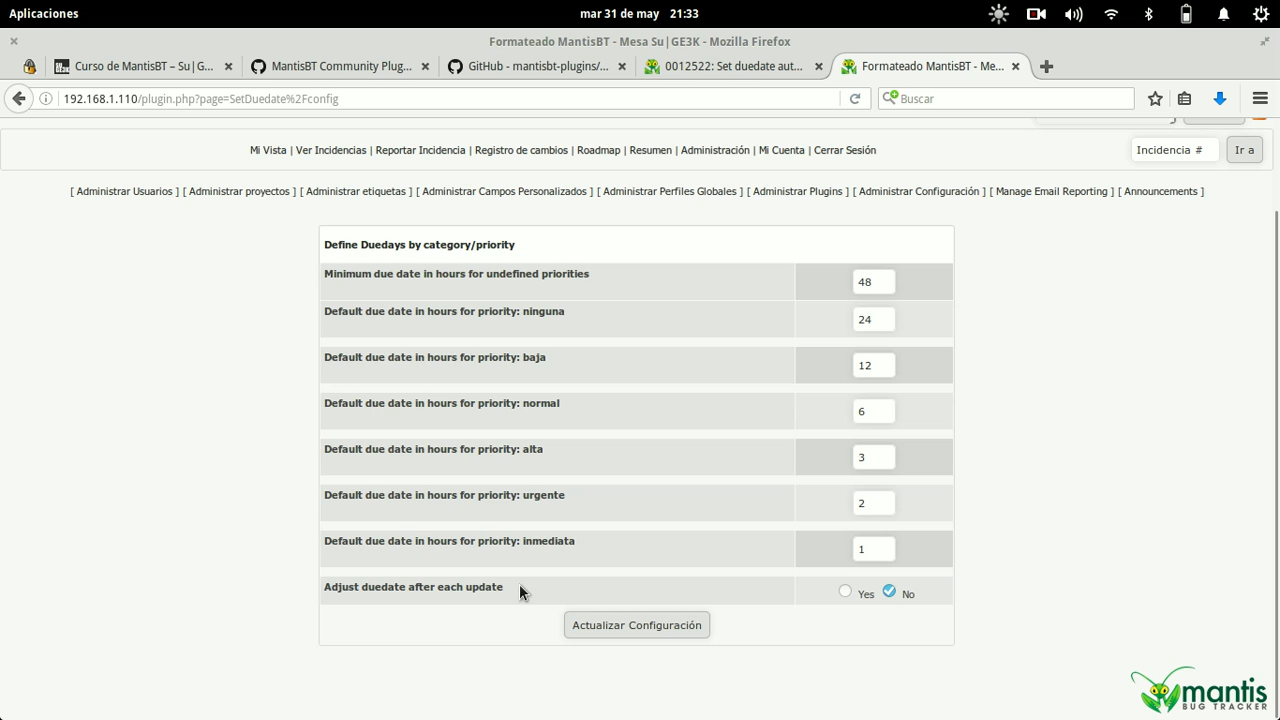 Aplicaciones
mar 31 de may 21:33
Formateado MantisBT - Mesa Su|GE3K - Mozilla Firefox
Curso de MantisBT – Su|G...
MantisBT Community Plug...
GitHub - mantisbt-plugins/...
0012522: Set duedate aut...
Formateado MantisBT - Me...
192.168.1.110/plugin.php?page=SetDuedate%2Fconfig
Buscar
Mi Vista | Ver Incidencias | Reportar Incidencia | Registro de cambios | Roadmap | Resumen | Administración | Mi Cuenta | Cerrar Sesión
Incidencia #
Ir a
[ Administrar Usuarios ] [ Administrar proyectos ] [ Administrar etiquetas ] [ Administrar Campos Personalizados ] [ Administrar Perfiles Globales ] [ Administrar Plugins ] [ Administrar Configuración ] [ Manage Email Reporting ] [ Announcements ]
Define Duedays by category/priority
Minimum due date in hours for undefined priorities 48
Default due date in hours for priority: ninguna 24
Default due date in hours for priority: baja 12
Default due date in hours for priority: normal 6
Default due date in hours for priority: alta 3
Default due date in hours for priority: urgente 2
Default due date in hours for priority: inmediata 1
Adjust duedate after each update Yes No
Actualizar Configuración
mantis
BUG TRACKER